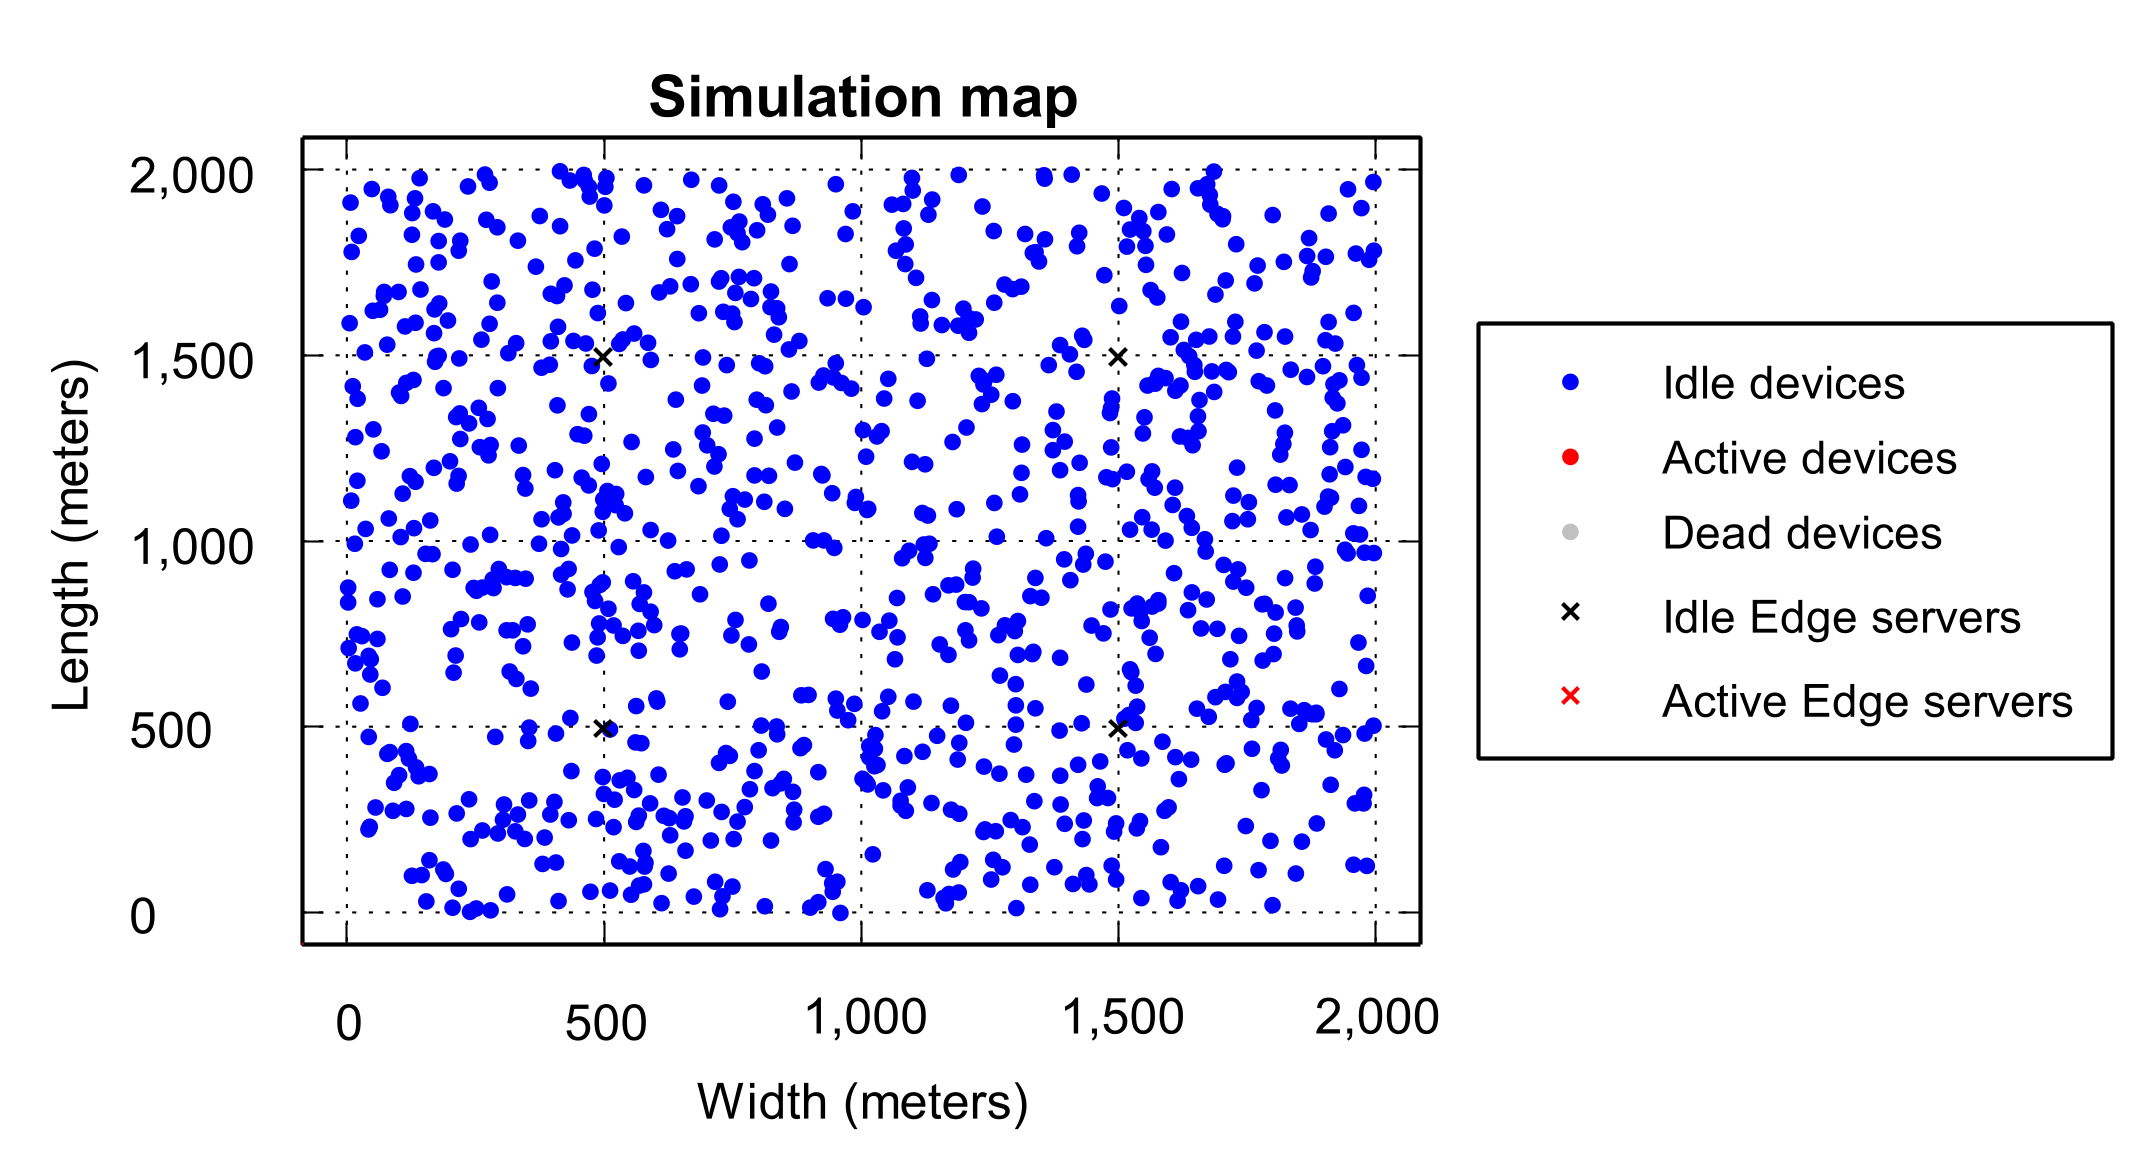 Simulation map
2,000
1,500
1,000
500
0
Length (meters)
0
500
1,000
1,500
2,000
Width (meters)
Idle devices
Active devices
Dead devices
Idle Edge servers
Active Edge servers